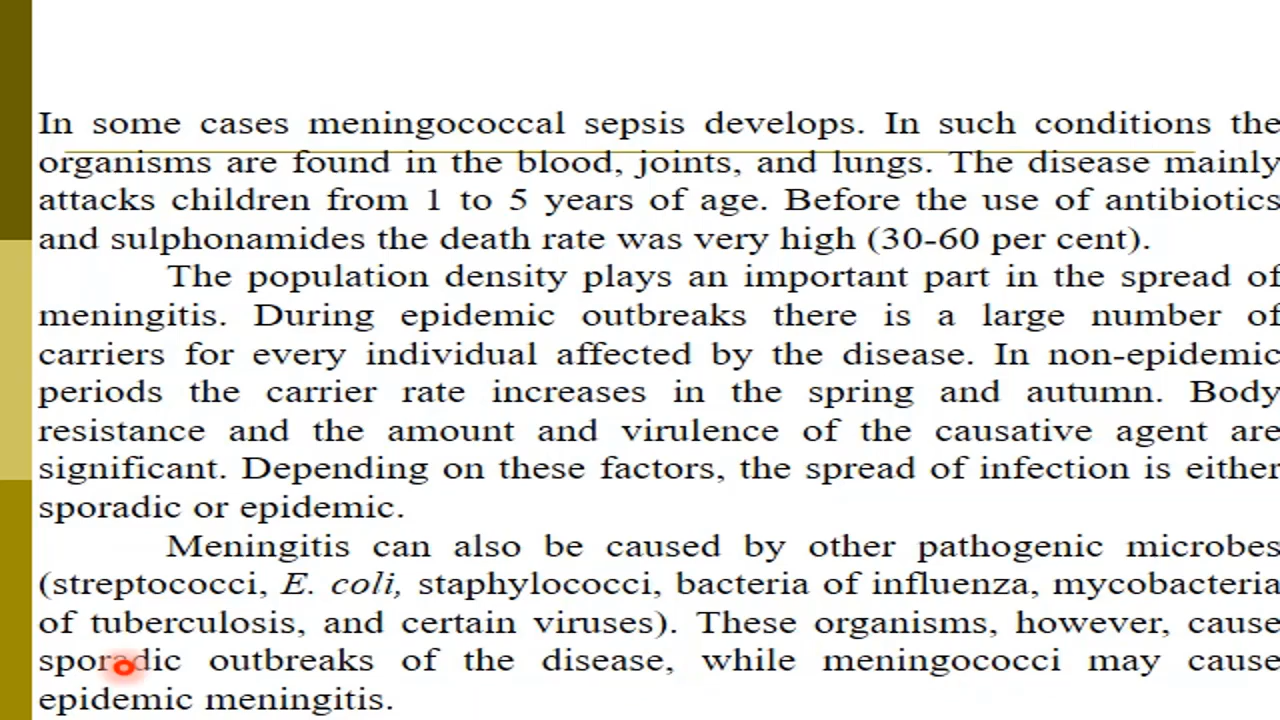 In some cases meningococcal sepsis develops. In such conditions the
organisms are found in the blood, joints, and lungs. The disease mainly
attacks children from 1 to 5 years of age. Before the use of antibiotics
and sulphonamides the death rate was very high (30-60 per cent).
The population density plays an important part in the spread of
meningitis. During epidemic outbreaks there is a large number of
carriers for every individual affected by the disease. In non-epidemic
periods the carrier rate increases in the spring and autumn. Body
resistance and the amount and virulence of the causative agent are
significant. Depending on these factors, the spread of infection is either
sporadic or epidemic.
Meningitis can also be caused by other pathogenic microbes
(streptococci, E. coli, staphylococci, bacteria of influenza, mycobacteria
of tuberculosis, and certain viruses). These organisms, however, cause
sporadic outbreaks of the disease, while meningococci may cause
epidemic meningitis.